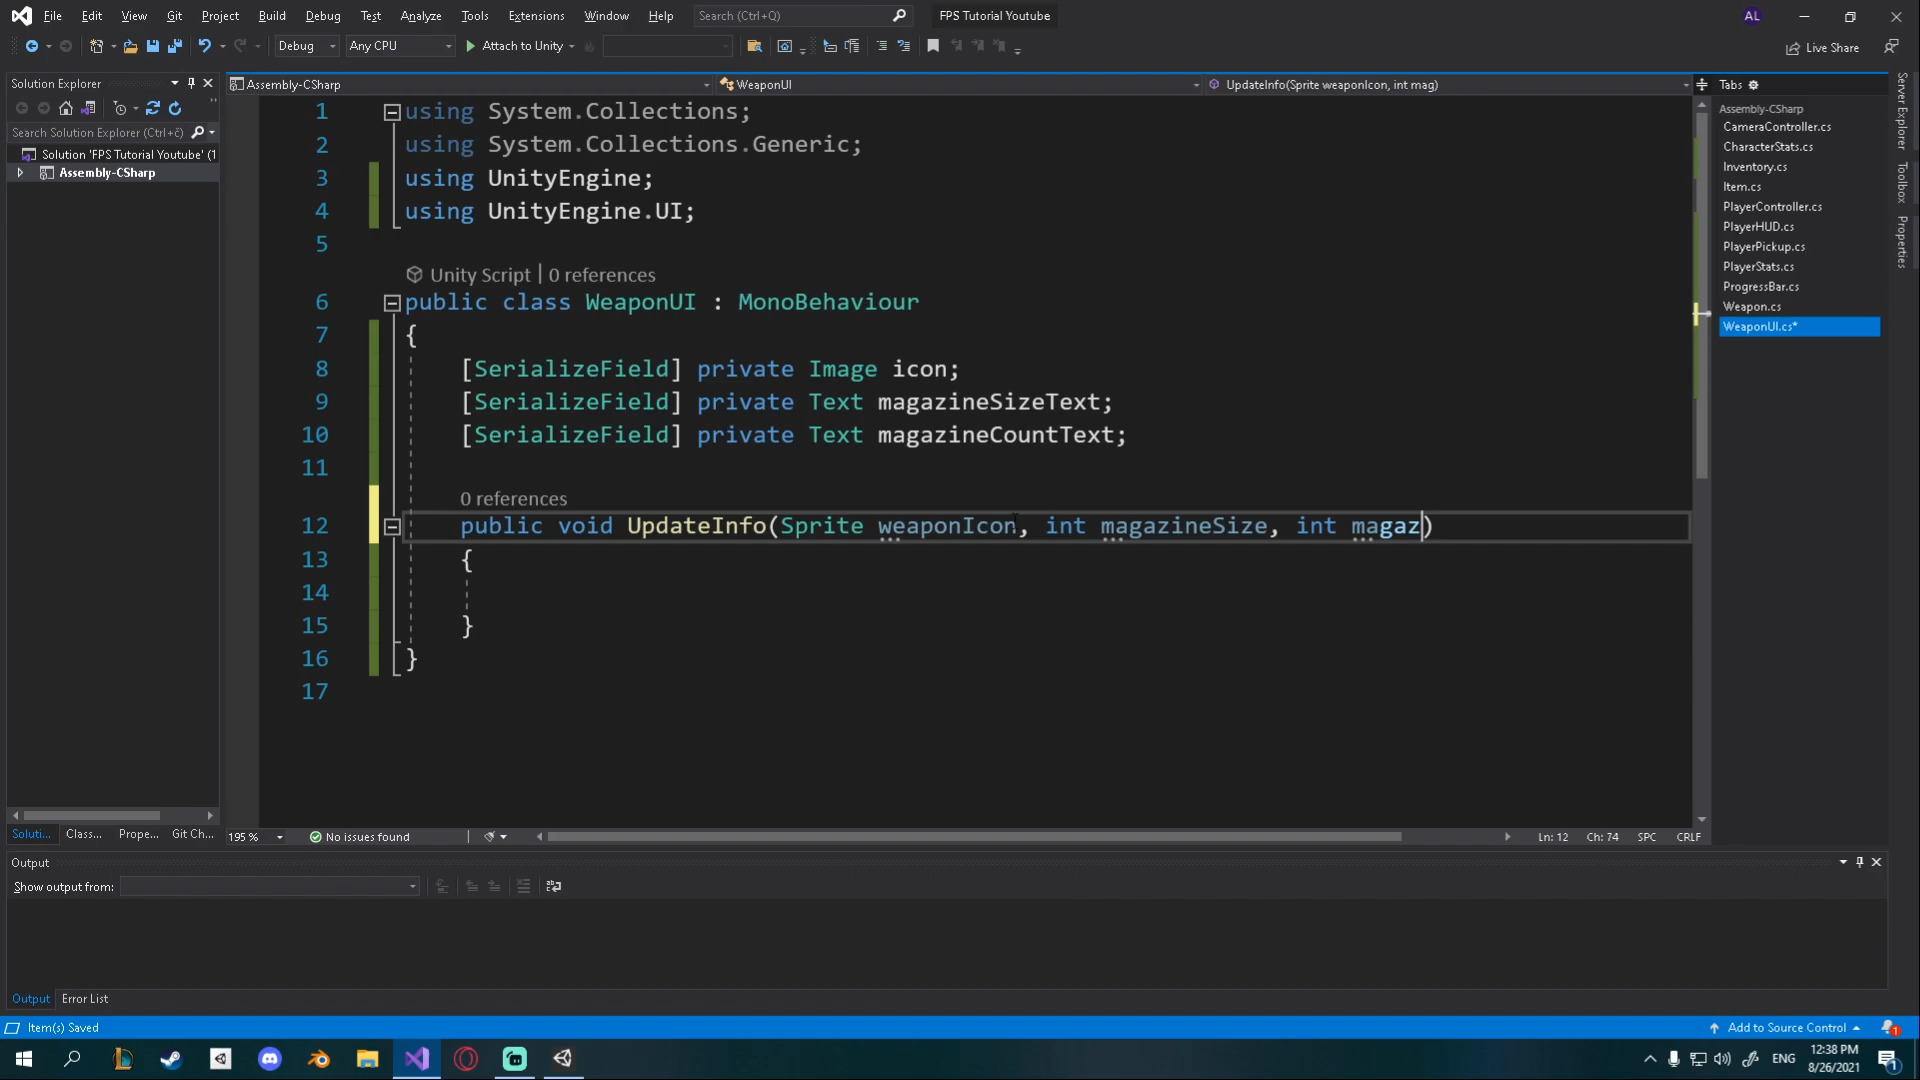 File Edit View Git Project Build Debug Test Analyze Tools Extensions Window Help Search (Ctrl+Q) FPS Tutorial Youtube AL
Debug Any CPU Attach to Unity Live Share
Solution Explorer
Search Solution Explorer (Ctrl+č)
Solution 'FPS Tutorial Youtube' (1
Assembly-CSharp
Assembly-CSharp WeaponUI UpdateInfo(Sprite weaponIcon, int mag)
1 using System.Collections;
2 using System.Collections.Generic;
3 using UnityEngine;
4 using UnityEngine.UI;
5
Unity Script | 0 references
6 public class WeaponUI : MonoBehaviour
7 {
8 [SerializeField] private Image icon;
9 [SerializeField] private Text magazineSizeText;
10 [SerializeField] private Text magazineCountText;
11
0 references
12 public void UpdateInfo(Sprite weaponIcon, int magazineSize, int magaz)
13 {
14
15 }
16 }
17
Tabs
Assembly-CSharp
CameraController.cs
CharacterStats.cs
Inventory.cs
Item.cs
PlayerController.cs
PlayerHUD.cs
PlayerPickup.cs
PlayerStats.cs
ProgressBar.cs
Weapon.cs
WeaponUI.cs*
Server Explorer
Toolbox
Properties
Soluti... Class... Prope... Git Ch... 195 % No issues found Ln: 12 Ch: 74 SPC CRLF
Output
Show output from:
Output Error List
Item(s) Saved Add to Source Control 1
ENG 12:38 PM
8/26/2021 1